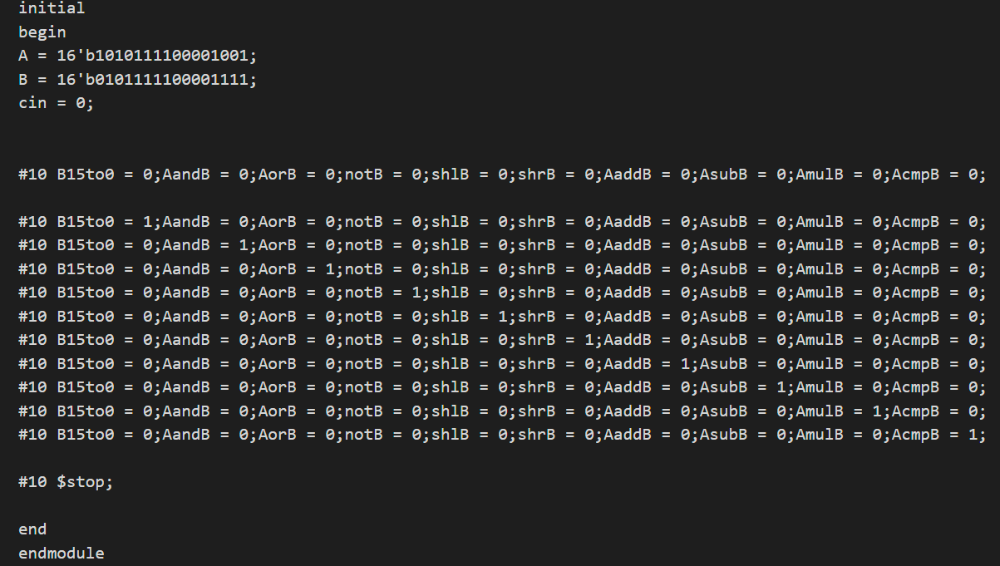 initial
begin
A = 16'b1010111100001001;
B = 16'b0101111100001111;
cin = 0;
#10 B15to0 = 0;AandB = 0;AorB = 0;notB = 0;shlB = 0;shrB = 0;AaddB = 0;AsubB = 0;AmulB = 0;AcmpB = 0;
#10 B15to0 = 1;AandB = 0;AorB = 0;notB = 0;shlB = 0;shrB = 0;AaddB = 0;AsubB = 0;AmulB = 0;AcmpB = 0;
#10 B15to0 = 0;AandB = 1;AorB = 0;notB = 0;shlB = 0;shrB = 0;AaddB = 0;AsubB = 0;AmulB = 0;AcmpB = 0;
#10 B15to0 = 0;AandB = 0;AorB = 1;notB = 0;shlB = 0;shrB = 0;AaddB = 0;AsubB = 0;AmulB = 0;AcmpB = 0;
#10 B15to0 = 0;AandB = 0;AorB = 0;notB = 1;shlB = 0;shrB = 0;AaddB = 0;AsubB = 0;AmulB = 0;AcmpB = 0;
#10 B15to0 = 0;AandB = 0;AorB = 0;notB = 0;shlB = 1;shrB = 0;AaddB = 0;AsubB = 0;AmulB = 0;AcmpB = 0;
#10 B15to0 = 0;AandB = 0;AorB = 0;notB = 0;shlB = 0;shrB = 1;AaddB = 0;AsubB = 0;AmulB = 0;AcmpB = 0;
#10 B15to0 = 0;AandB = 0;AorB = 0;notB = 0;shlB = 0;shrB = 0;AaddB = 1;AsubB = 0;AmulB = 0;AcmpB = 0;
#10 B15to0 = 0;AandB = 0;AorB = 0;notB = 0;shlB = 0;shrB = 0;AaddB = 0;AsubB = 1;AmulB = 0;AcmpB = 0;
#10 B15to0 = 0;AandB = 0;AorB = 0;notB = 0;shlB = 0;shrB = 0;AaddB = 0;AsubB = 0;AmulB = 1;AcmpB = 0;
#10 B15to0 = 0;AandB = 0;AorB = 0;notB = 0;shlB = 0;shrB = 0;AaddB = 0;AsubB = 0;AmulB = 0;AcmpB = 1;
#10 $stop;
end
endmodule